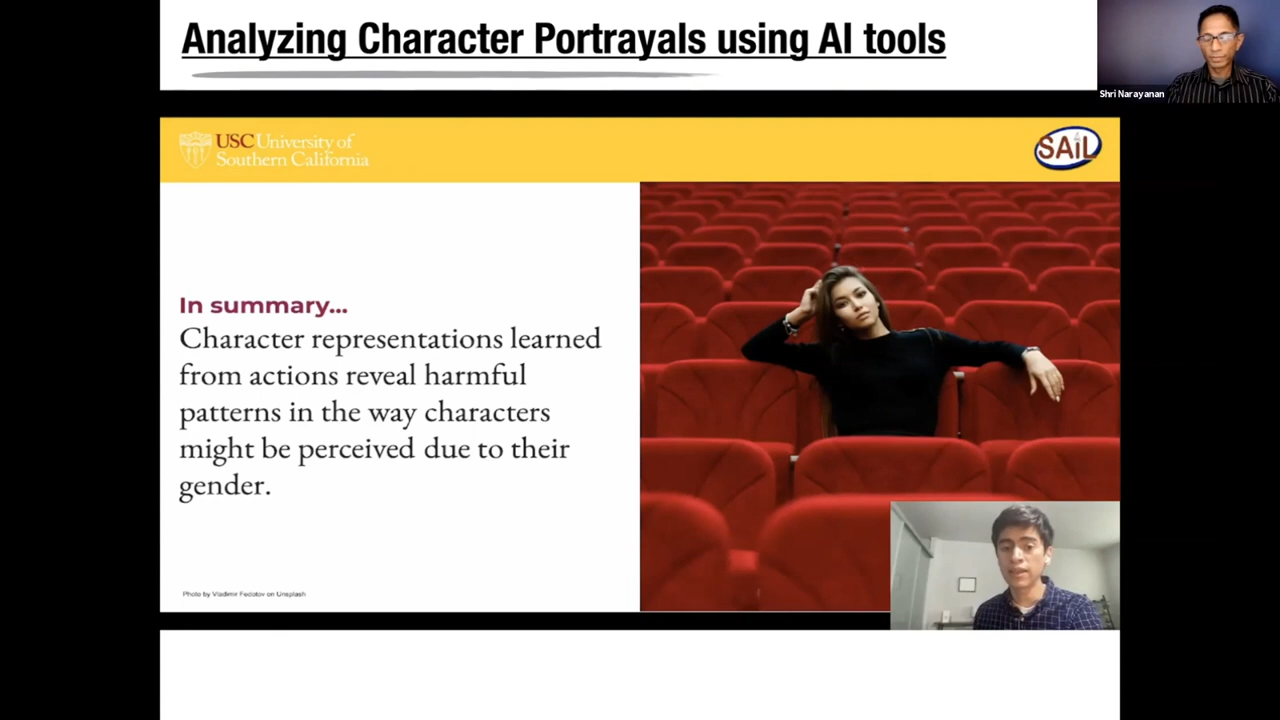 Analyzing Character Portrayals using AI tools
Shri Narayanan
USC University of
Southern California
SAiL
In summary...
Character representations learned
from actions reveal harmful
patterns in the way characters
might be perceived due to their
gender.
Photo by Vladimir Fedotov on Unsplash